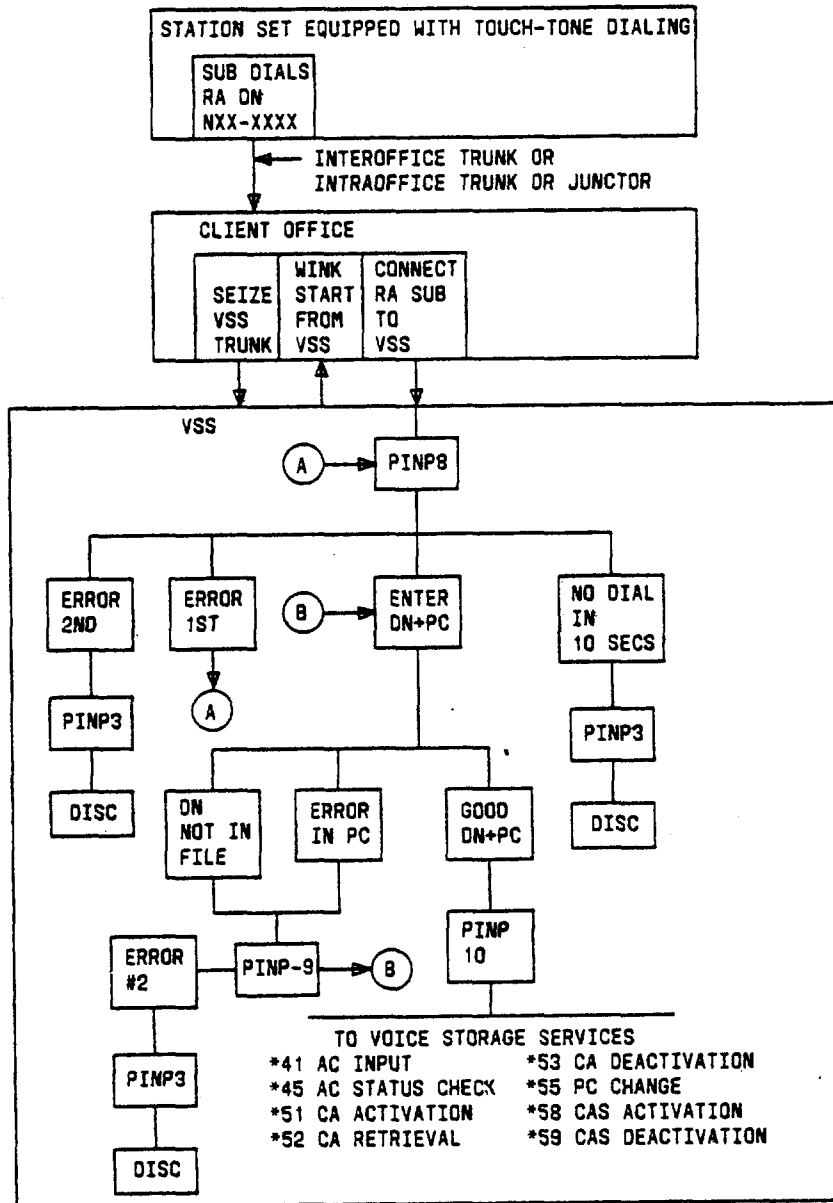 STATION SET EQUIPPED WITH TOUCH-TONE DIALING
SUB DIALS
RA DN
NXX-XXXX
INTEROFFICE TRUNK OR
INTRAOFFICE TRUNK OR JUNCTOR
CLIENT OFFICE
SEIZE
VSS
TRUNK
WINK
START
FROM
VSS
CONNECT
RA SUB
TO
VSS
VSS
A
PINP8
ERROR
2ND
ERROR
1ST
B
ENTER
DN+PC
NO DIAL
IN
10 SECS
PINP3
A
PINP3
DISC
DN
NOT IN
FILE
ERROR
IN PC
GOOD
DN+PC
DISC
ERROR
#2
PINP-9
B
PINP
10
PINP3
DISC
TO VOICE STORAGE SERVICES
*41 AC INPUT
*45 AC STATUS CHECK
*51 CA ACTIVATION
*52 CA RETRIEVAL
*53 CA DEACTIVATION
*55 PC CHANGE
*58 CAS ACTIVATION
*59 CAS DEACTIVATION